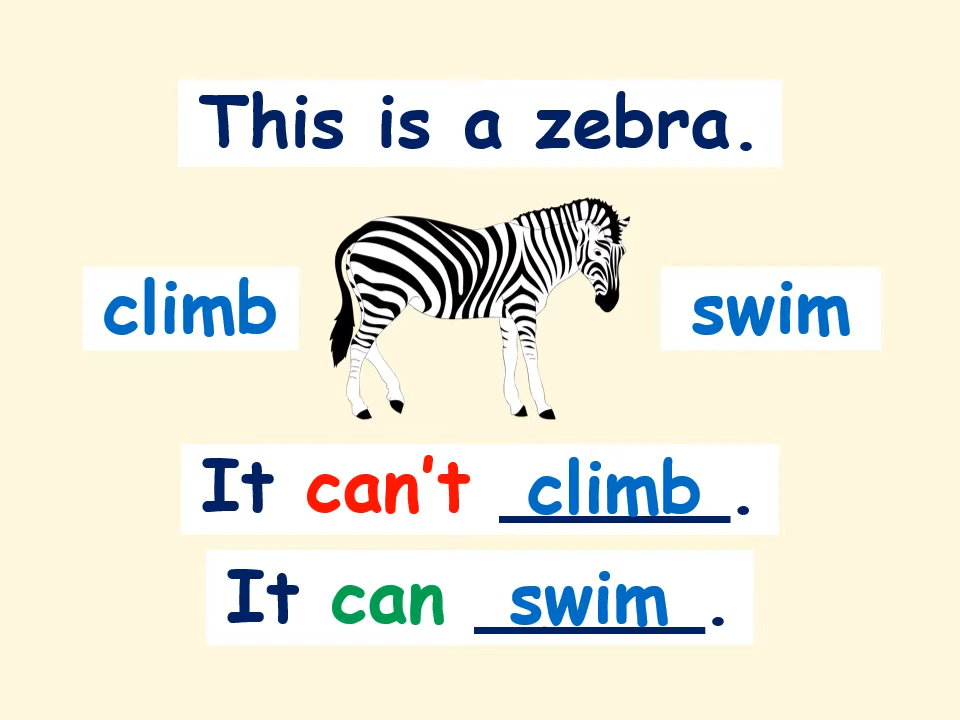 This is a zebra.
climb
swim
It can't climb.
It can swim.